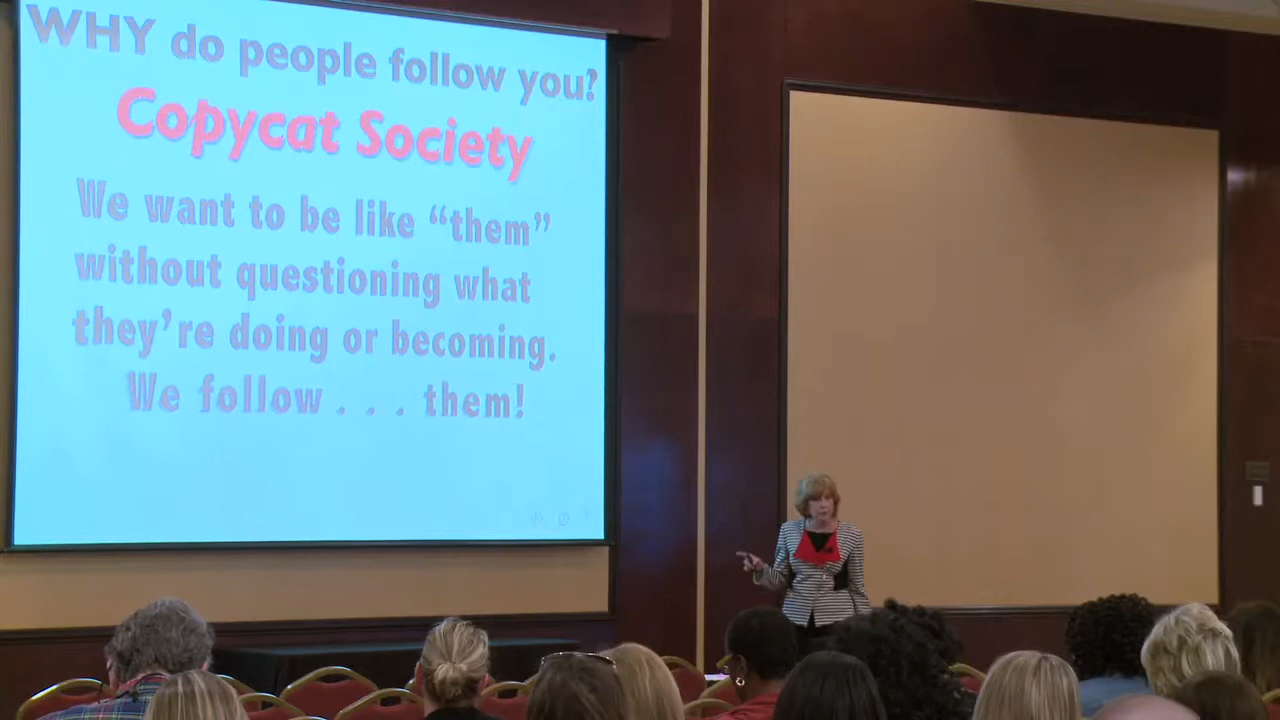 WHY do people follow you?
Copycat Society
We want to be like “them”
without questioning what
they’re doing or becoming.
We follow . . . them!